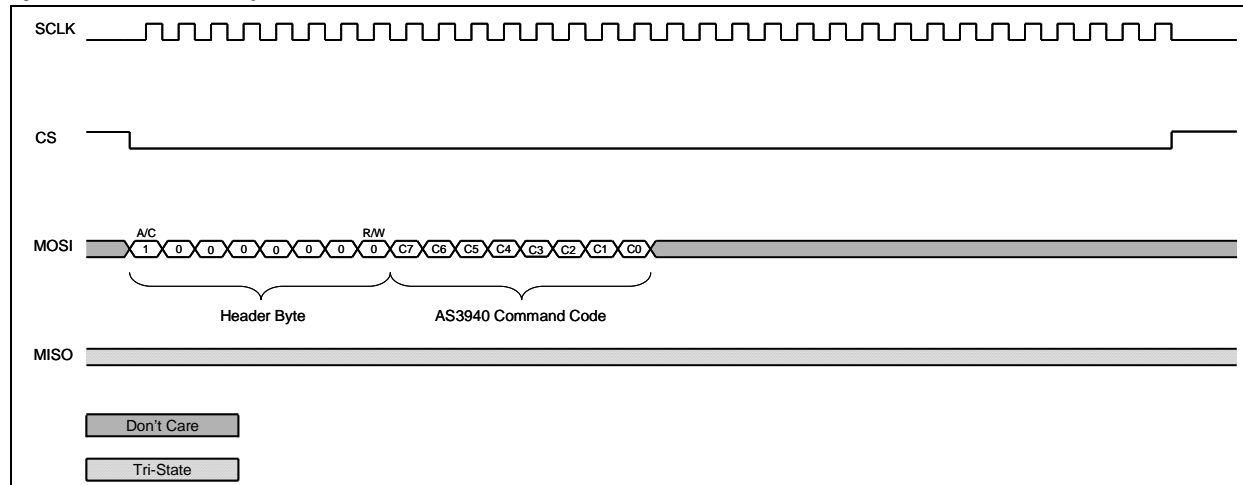 SCLK
CS
A/C R/W
MOSI 1 0 0 0 0 0 0 0 C7 C6 C5 C4 C3 C2 C1 C0
Header Byte AS3940 Command Code
MISO
Don't Care
Tri-State